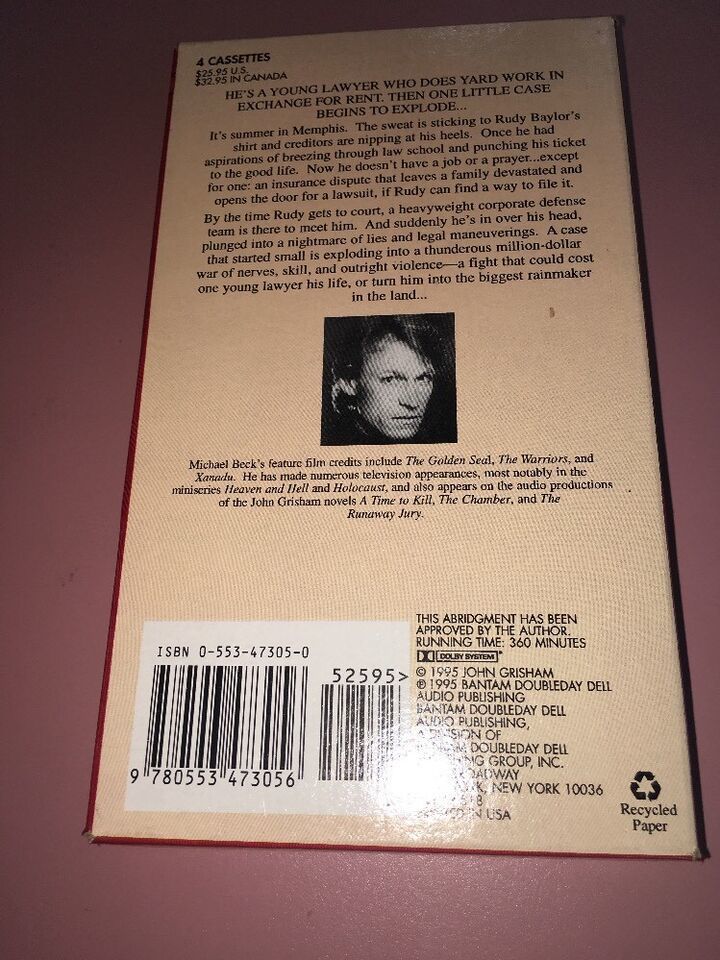 4 CASSETTES
$25.95 U.S.
$32.95 IN CANADA
HE'S A YOUNG LAWYER WHO DOES YARD WORK IN
EXCHANGE FOR RENT. THEN ONE LITTLE CASE
BEGINS TO EXPLODE...
It's summer in Memphis. The sweat is sticking to Rudy Baylor's
shirt and creditors are nipping at his heels. Once he had
aspirations of breezing through law school and punching his ticket
to the good life. Now he doesn't have a job or a prayer...except
for one: an insurance dispute that leaves a family devastated and
opens the door for a lawsuit, if Rudy can find a way to file it.
By the time Rudy gets to court, a heavyweight corporate defense
team is there to meet him. And suddenly he's in over his head,
plunged into a nightmare of lies and legal maneuverings. A case
that started small is exploding into a thunderous million-dollar
war of nerves, skill, and outright violence—a fight that could cost
one young lawyer his life, or turn him into the biggest rainmaker
in the land...
Michael Beck's feature film credits include The Golden Seal, The Warriors, and
Xanadu. He has made numerous television appearances, most notably in the
miniseries Heaven and Hell and Holocaust, and also appears on the audio productions
of the John Grisham novels A Time to Kill, The Chamber, and The
Runaway Jury.
THIS ABRIDGMENT HAS BEEN
APPROVED BY THE AUTHOR.
RUNNING TIME: 360 MINUTES
DOLBY SYSTEM
© 1995 JOHN GRISHAM
℗ 1995 BANTAM DOUBLEDAY DELL
AUDIO PUBLISHING
BANTAM DOUBLEDAY DELL
AUDIO PUBLISHING,
A DIVISION OF
DOUBLEDAY DELL
GROUP, INC.
NEW YORK 10036
IN USA
ISBN 0-553-47305-0
52595>
9 780553 473056
Recycled
Paper